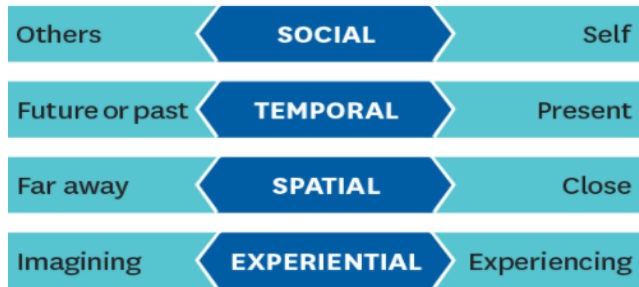 Others SOCIAL Self
Future or past TEMPORAL Present
Far away SPATIAL Close
Imagining EXPERIENTIAL Experiencing